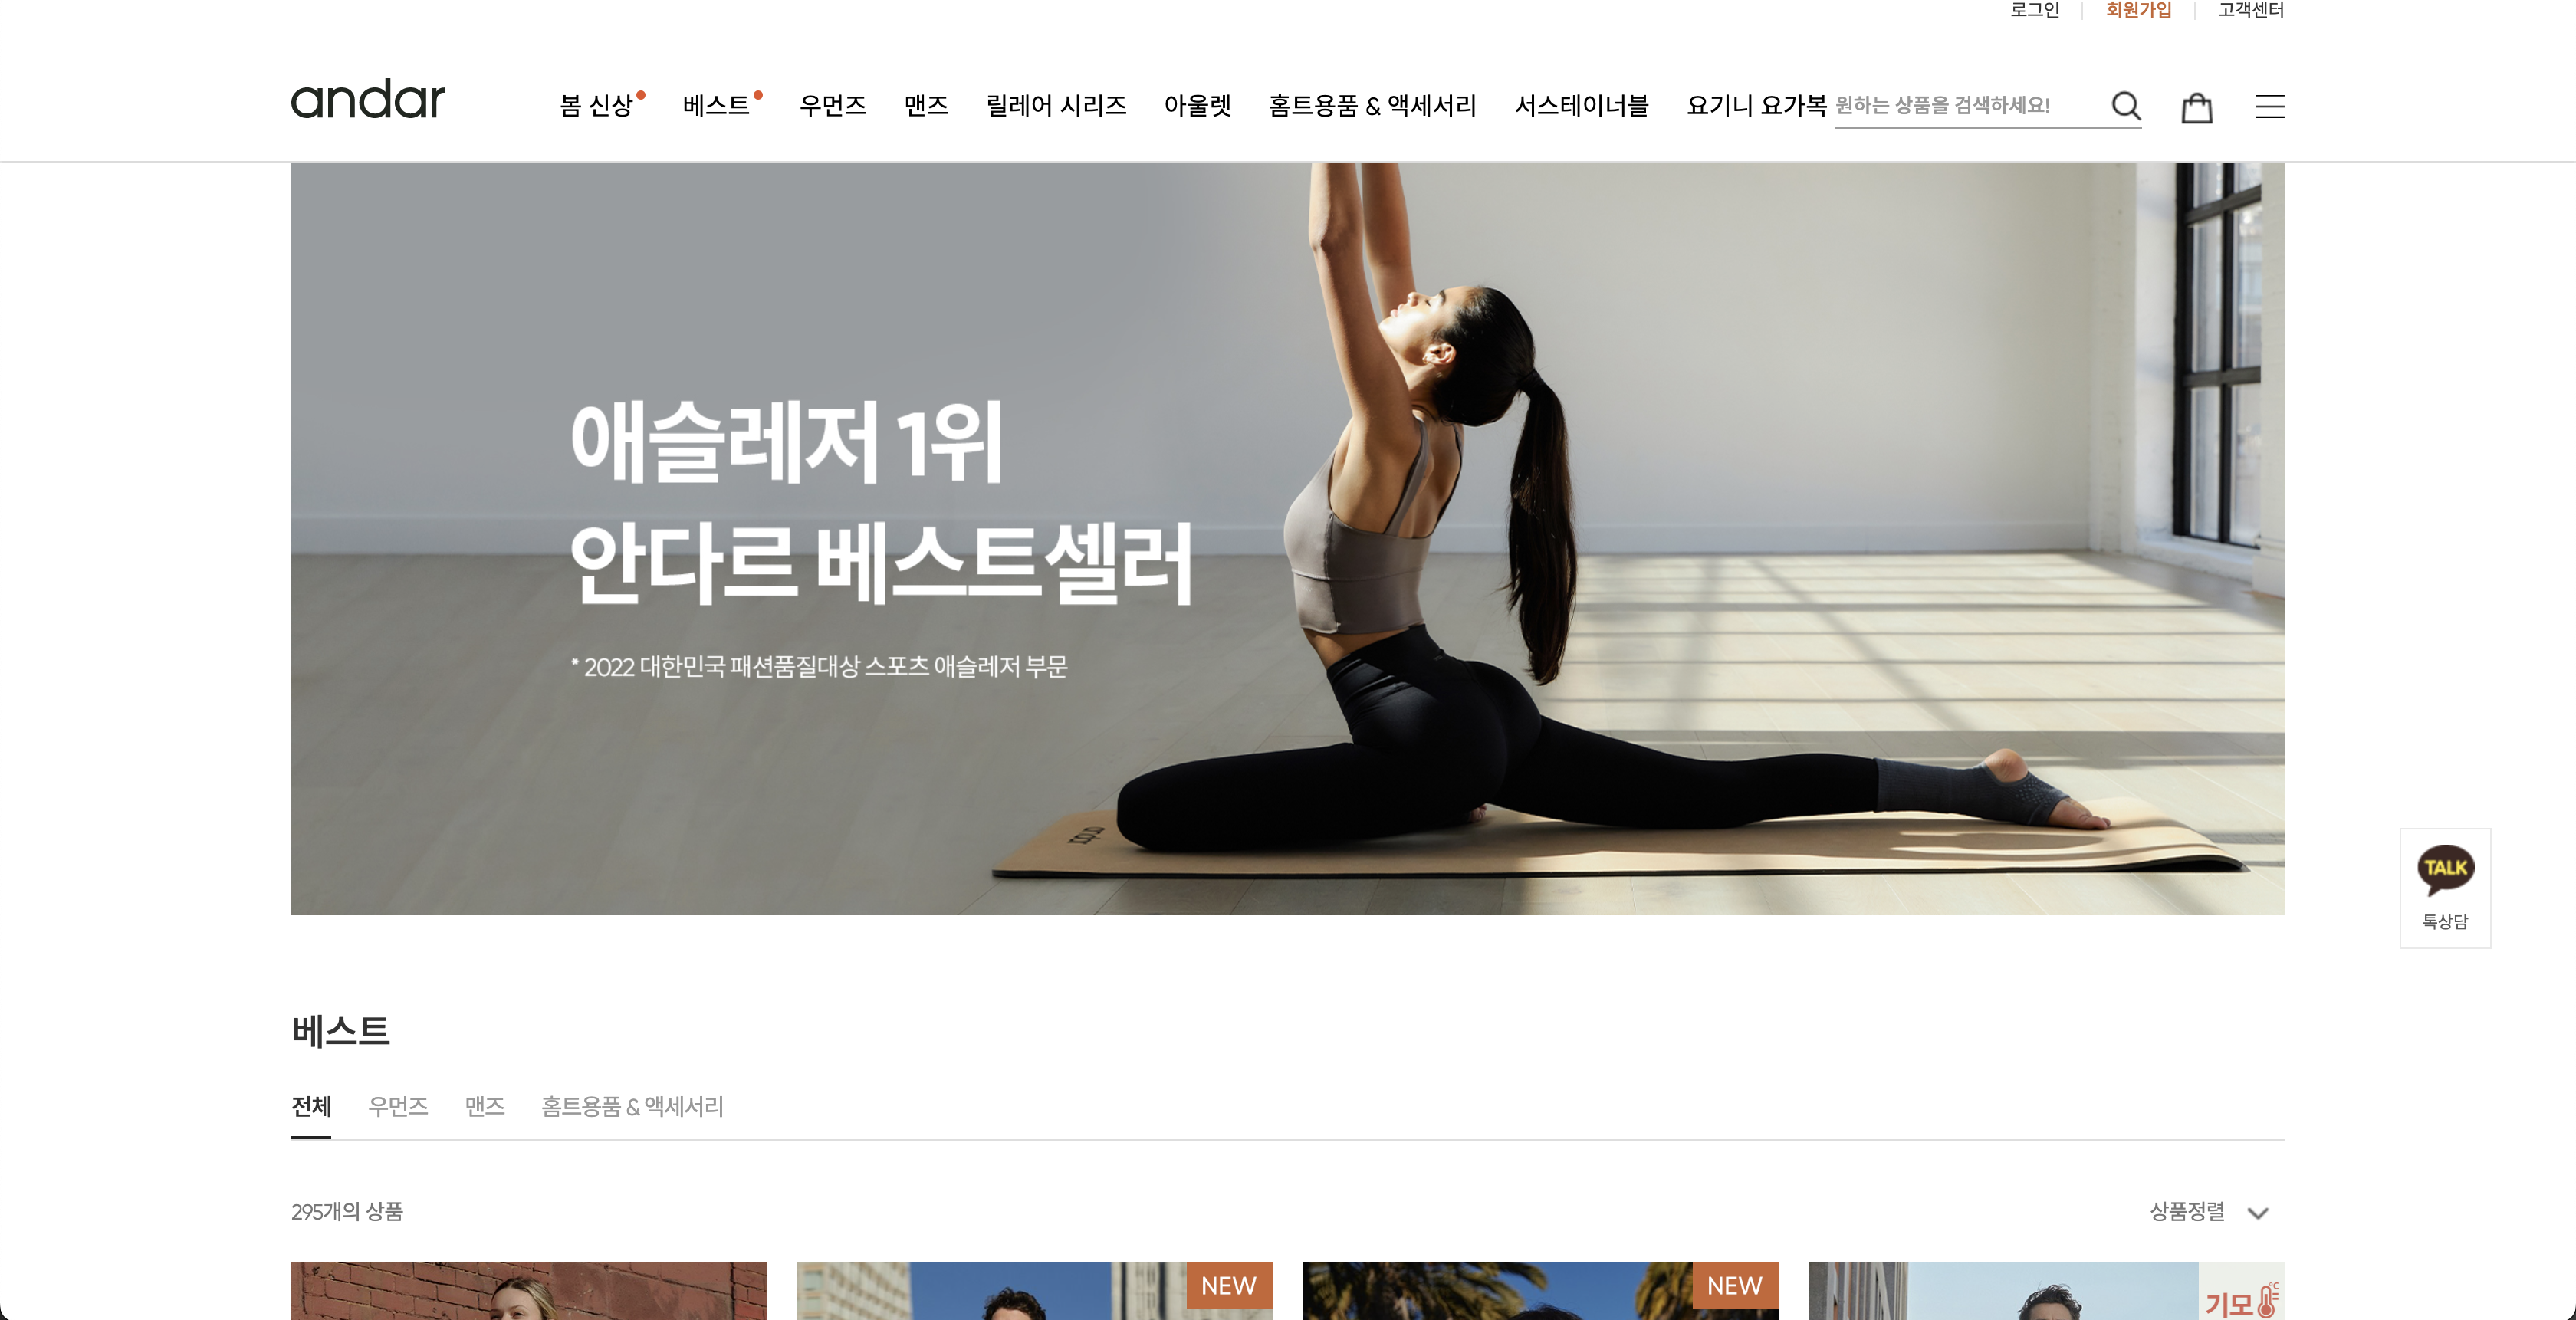 로그인 회원가입 고객센터
andar 봄 신상 베스트 우먼즈 맨즈 릴레어 시리즈 아울렛 홈트용품 & 액세서리 서스테이너블 요기니 요가복 원하는 상품을 검색하세요!
애슬레저 1위
안다르 베스트셀러
* 2022 대한민국 패션품질대상 스포츠 애슬레저 부문
andar
TALK
톡상담
베스트
전체 우먼즈 맨즈 홈트용품 & 액세서리
295개의 상품 상품정렬
NEW NEW 기모 °C